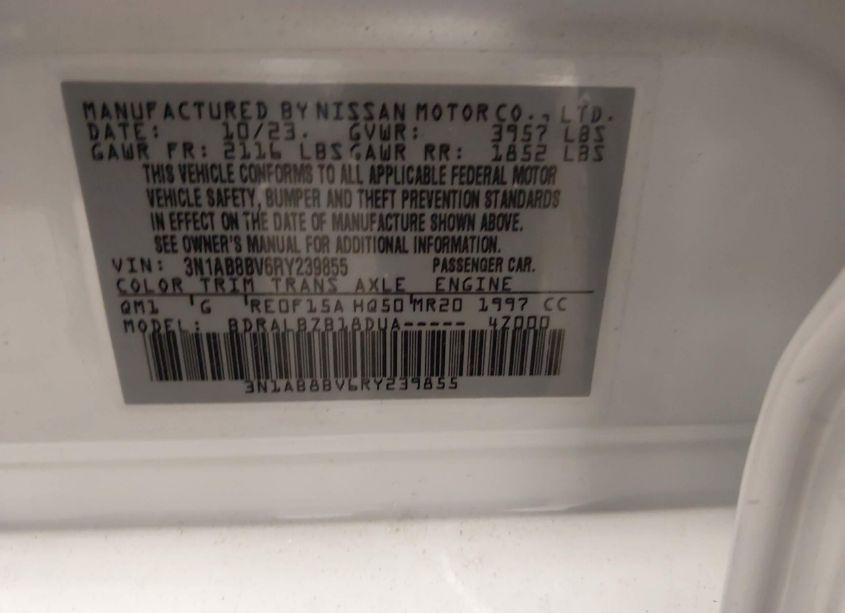 MANUFACTURED BY NISSAN MOTOR CO., LTD.
DATE: 10/23. GVWR: 3957 LBS
GAWR FR: 2116 LBS GAWR RR: 1852 LBS
THIS VEHICLE CONFORMS TO ALL APPLICABLE FEDERAL MOTOR
VEHICLE SAFETY, BUMPER AND THEFT PREVENTION STANDARDS
IN EFFECT ON THE DATE OF MANUFACTURE SHOWN ABOVE.
SEE OWNER'S MANUAL FOR ADDITIONAL INFORMATION.
VIN: 3N1AB8BV6RY239855 PASSENGER CAR.
COLOR TRIM TRANS AXLE ENGINE
QM1 G RE0F15A HQ50 MR20 1997 CC
MODEL: BDRALBZB18DUA----- 4Z000
3N1AB8BV6RY239855